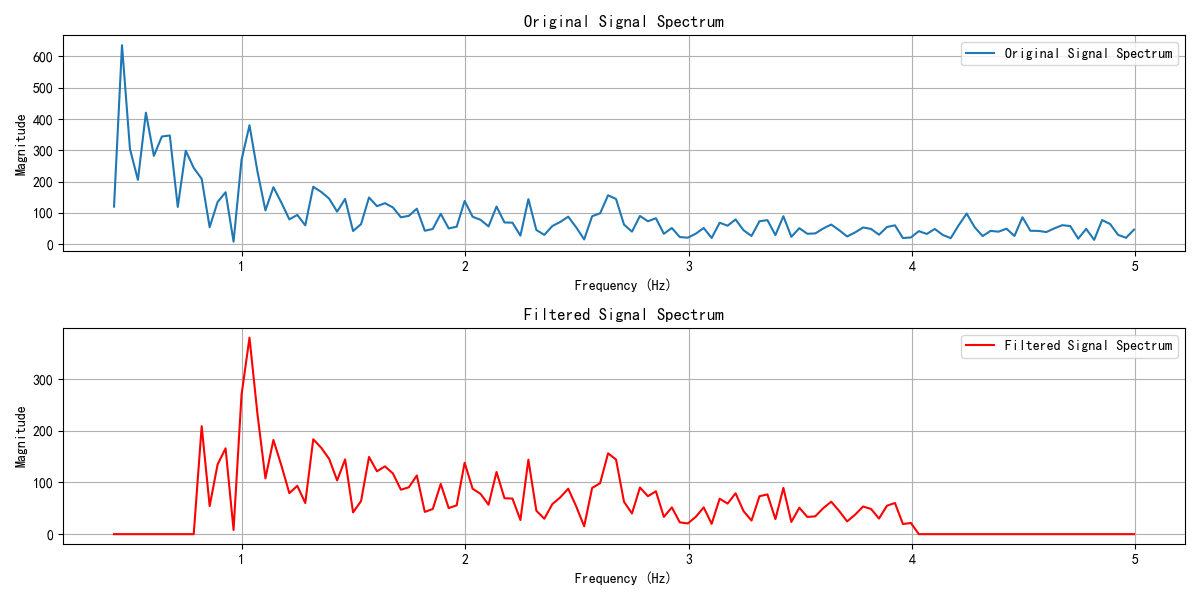 Original Signal Spectrum
600
500
400
300
200
100
0
Magnitude
Original Signal Spectrum
1 2 3 4 5
Frequency (Hz)
Filtered Signal Spectrum
300
200
100
0
Magnitude
Filtered Signal Spectrum
1 2 3 4 5
Frequency (Hz)